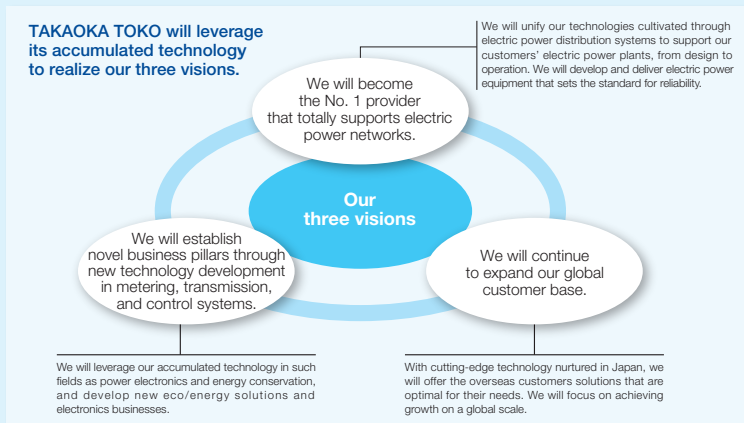 TAKAOKA TOKO will leverage
its accumulated technology
to realize our three visions.
We will unify our technologies cultivated through
electric power distribution systems to support our
customers' electric power plants, from design to
operation. We will develop and deliver electric power
equipment that sets the standard for reliability.
We will become
the No. 1 provider
that totally supports electric
power networks.
Our
three visions
We will establish
novel business pillars through
new technology development
in metering, transmission,
and control systems.
We will continue
to expand our global
customer base.
We will leverage our accumulated technology in such
fields as power electronics and energy conservation,
and develop new eco/energy solutions and
electronics businesses.
With cutting-edge technology nurtured in Japan, we
will offer the overseas customers solutions that are
optimal for their needs. We will focus on achieving
growth on a global scale.